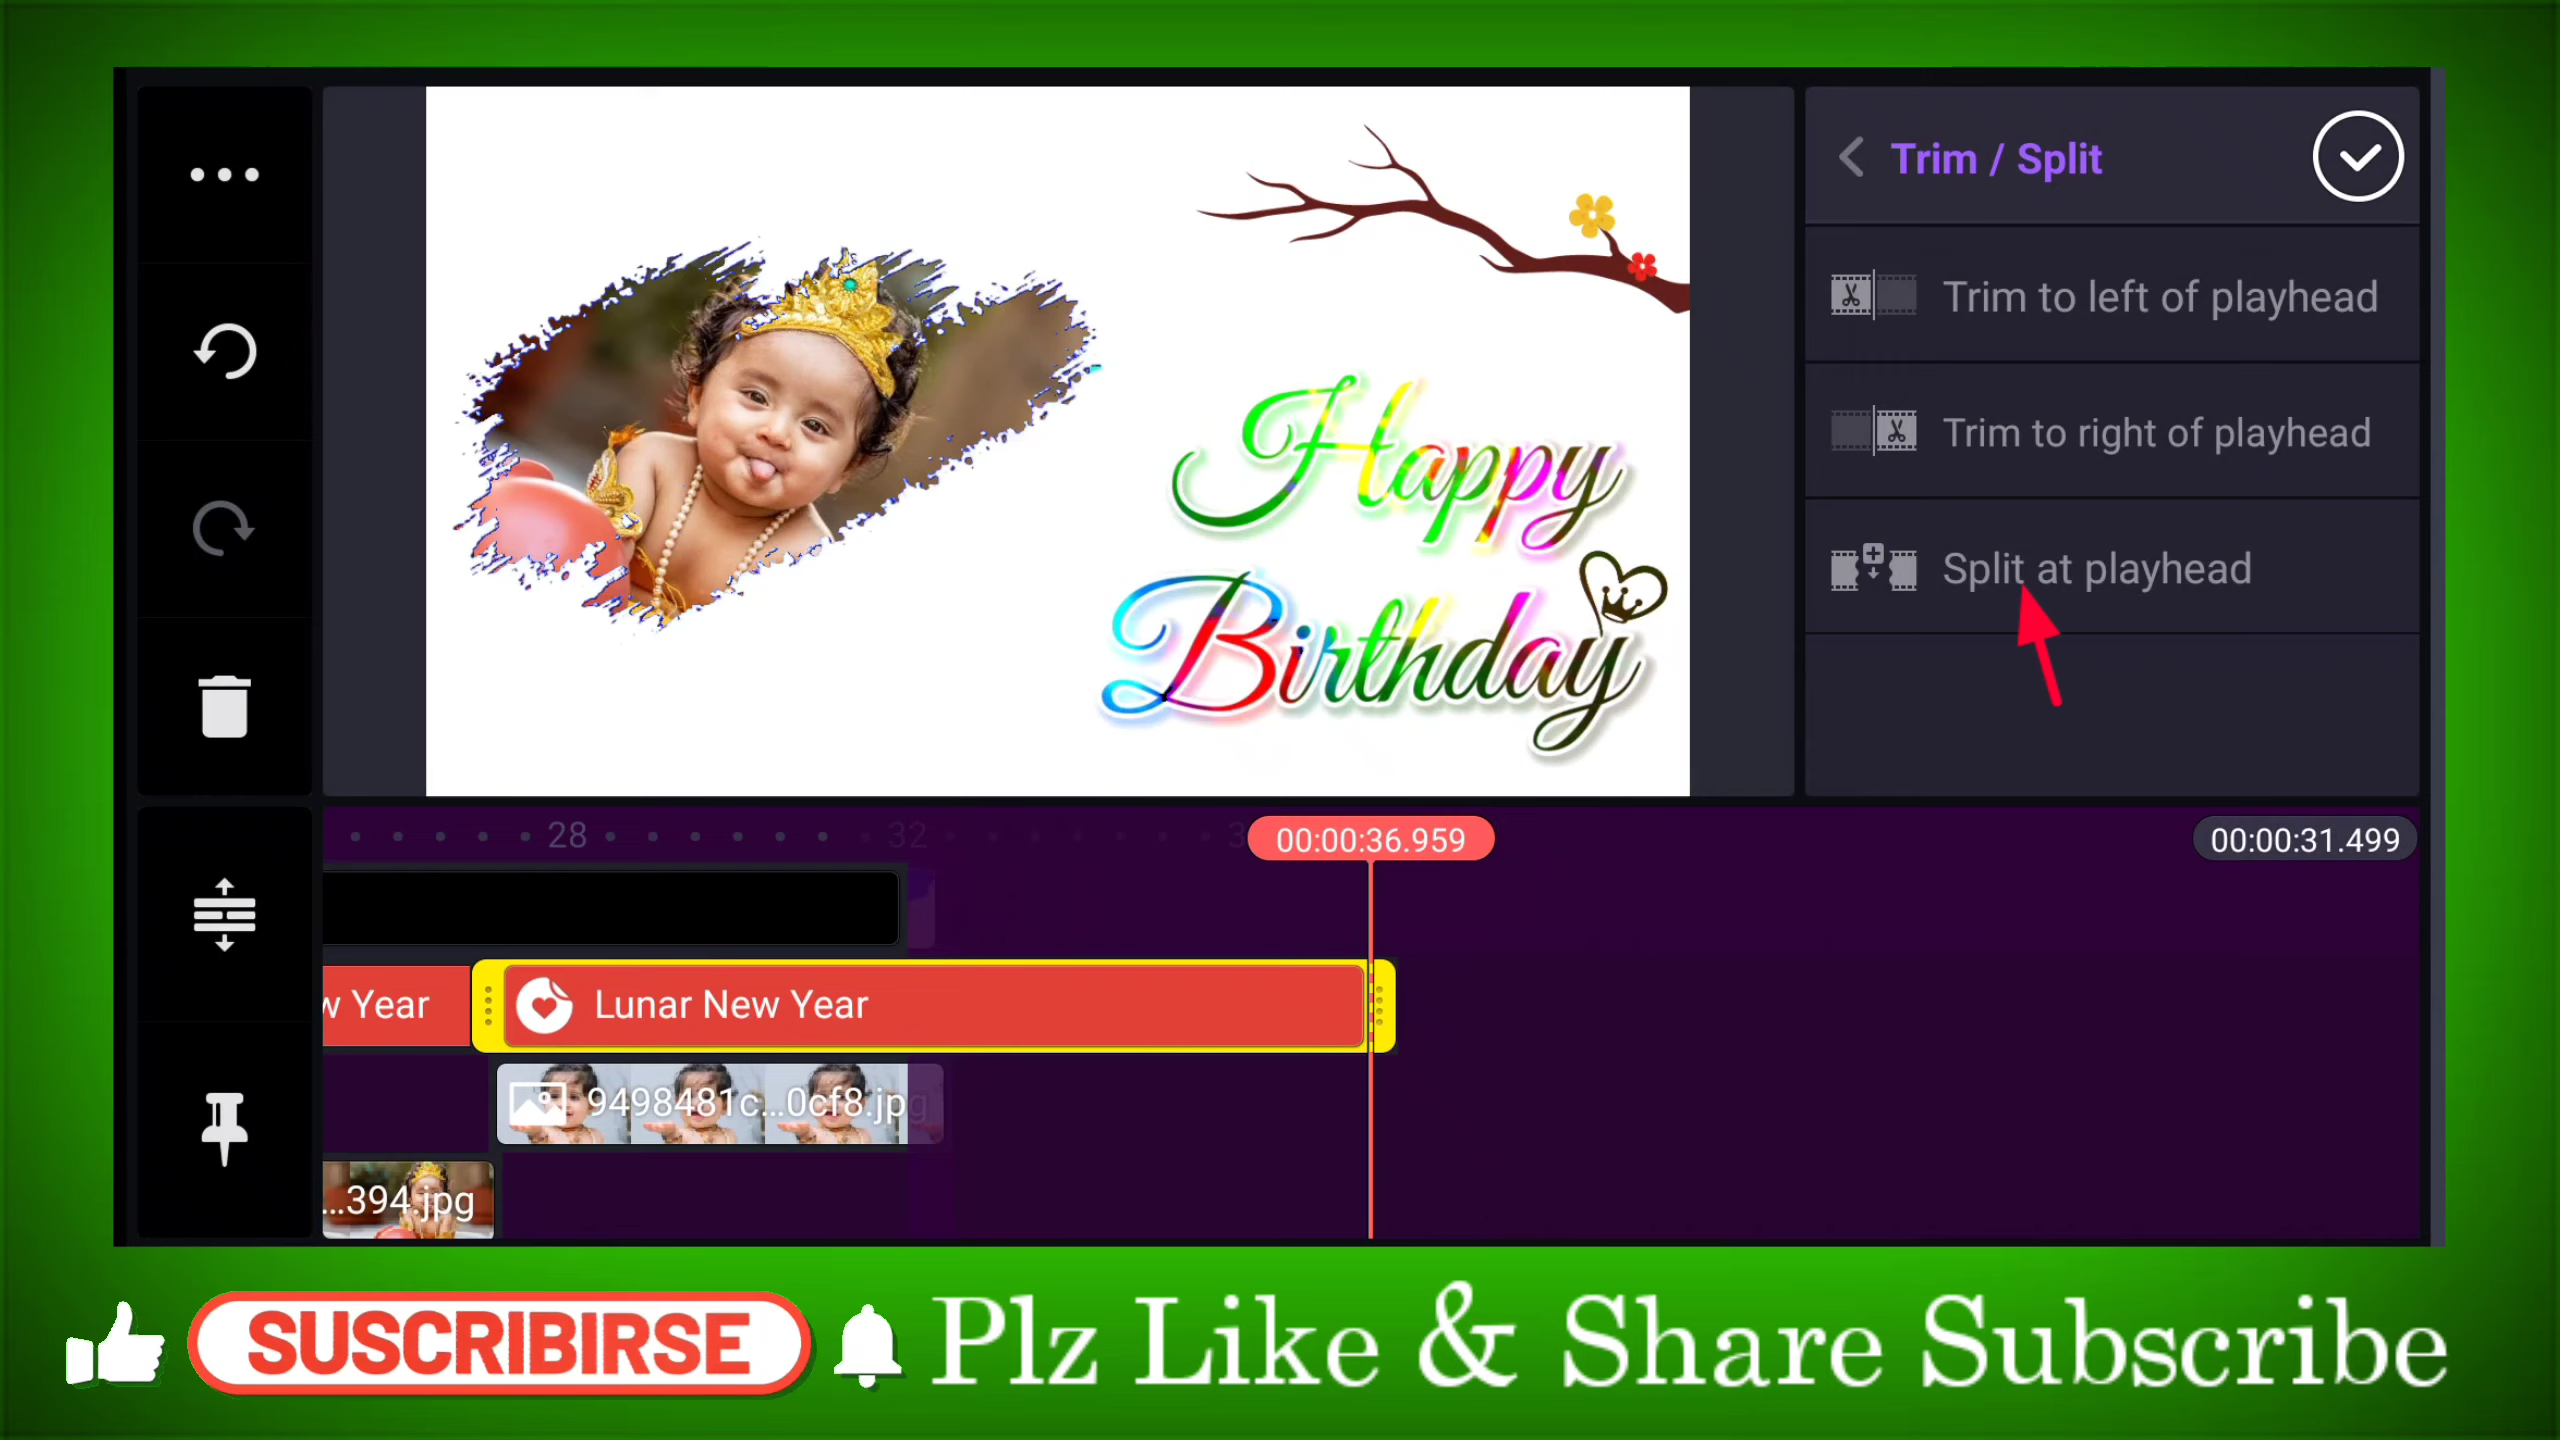 Trim / Split
Trim to left of playhead
Trim to right of playhead
Split at playhead
Happy
Birthday
28
32
00:00:36.959
00:00:31.499
w Year
Lunar New Year
9498481c...0cf8.jpg
...394.jpg
SUSCRIBIRSE
Plz Like & Share Subscribe